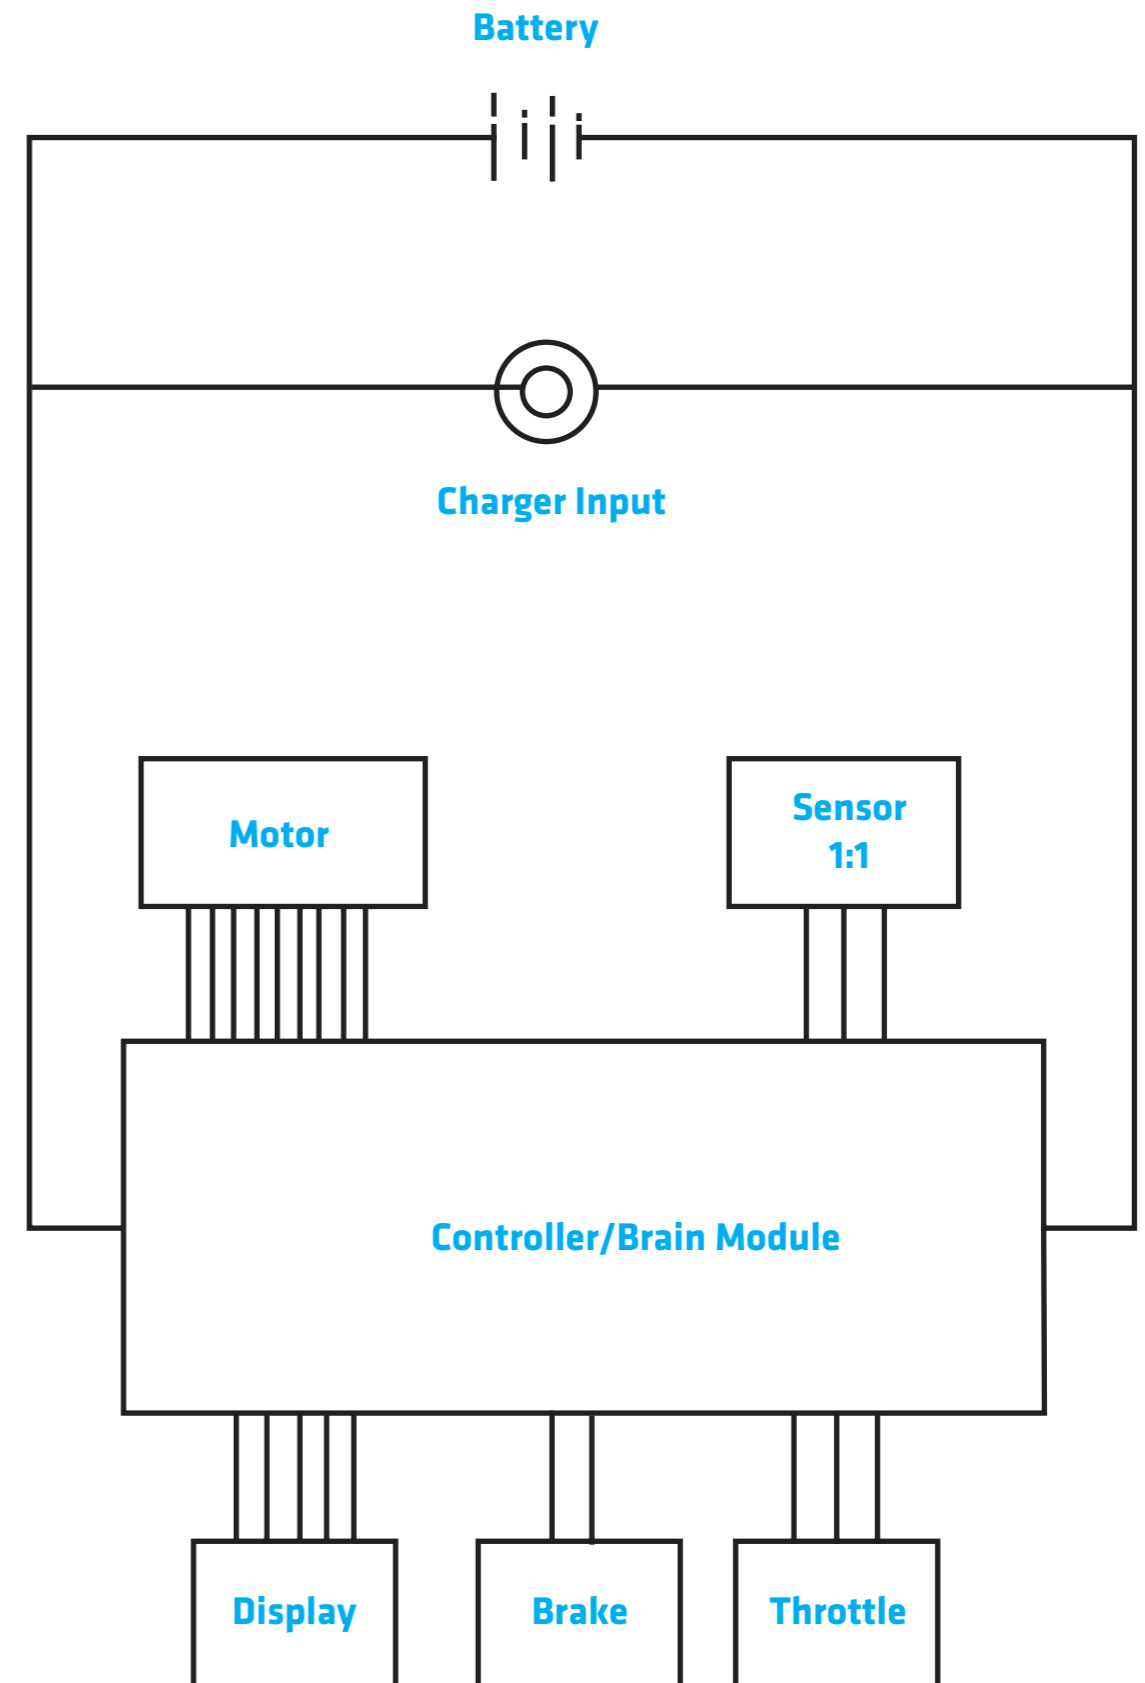 Battery
Charger Input
Motor
Sensor
1:1
Controller/Brain Module
Display
Brake
Throttle